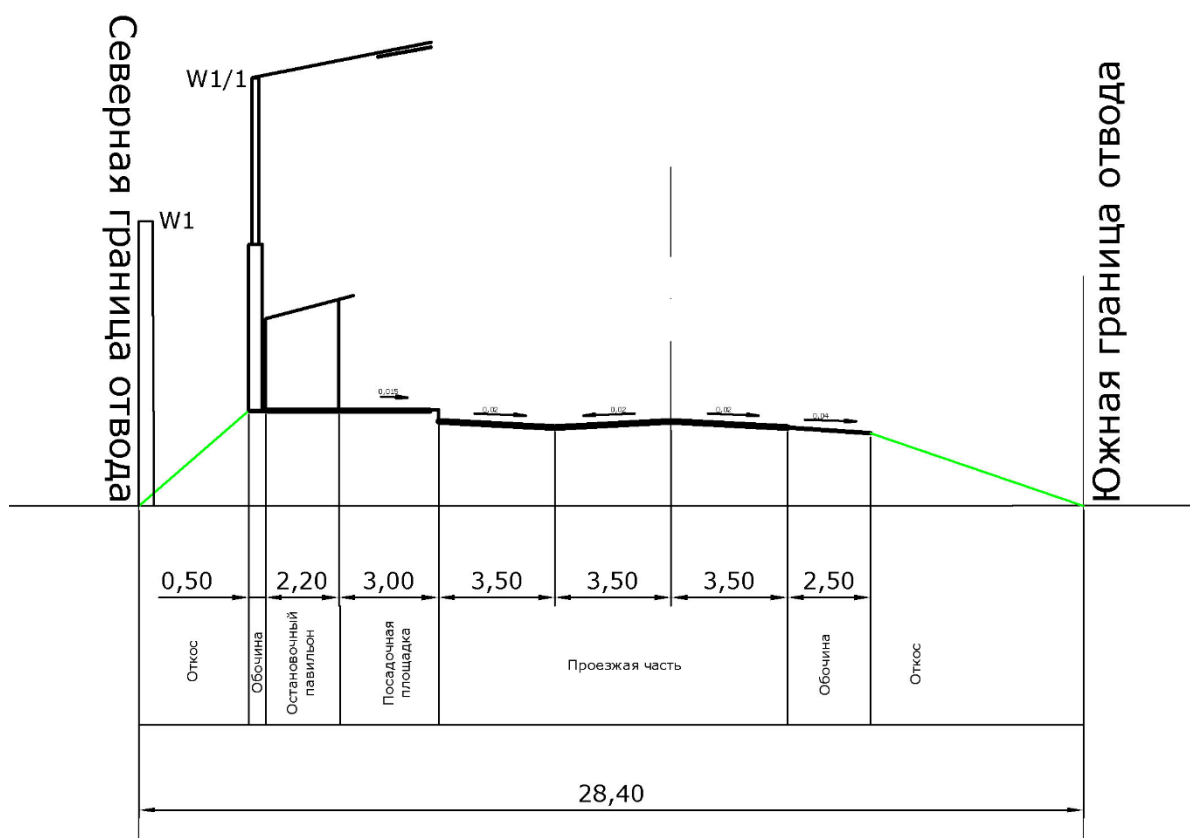 Северная граница отвода
W1/1
W1
Южная граница отвода
0,015
0,02
0,02
0,02
0,04
0,50
2,20
3,00
3,50
3,50
3,50
2,50
Откос
Обочина
Остановочный
павильон
Посадочная
площадка
Проезжая часть
Обочина
Откос
28,40